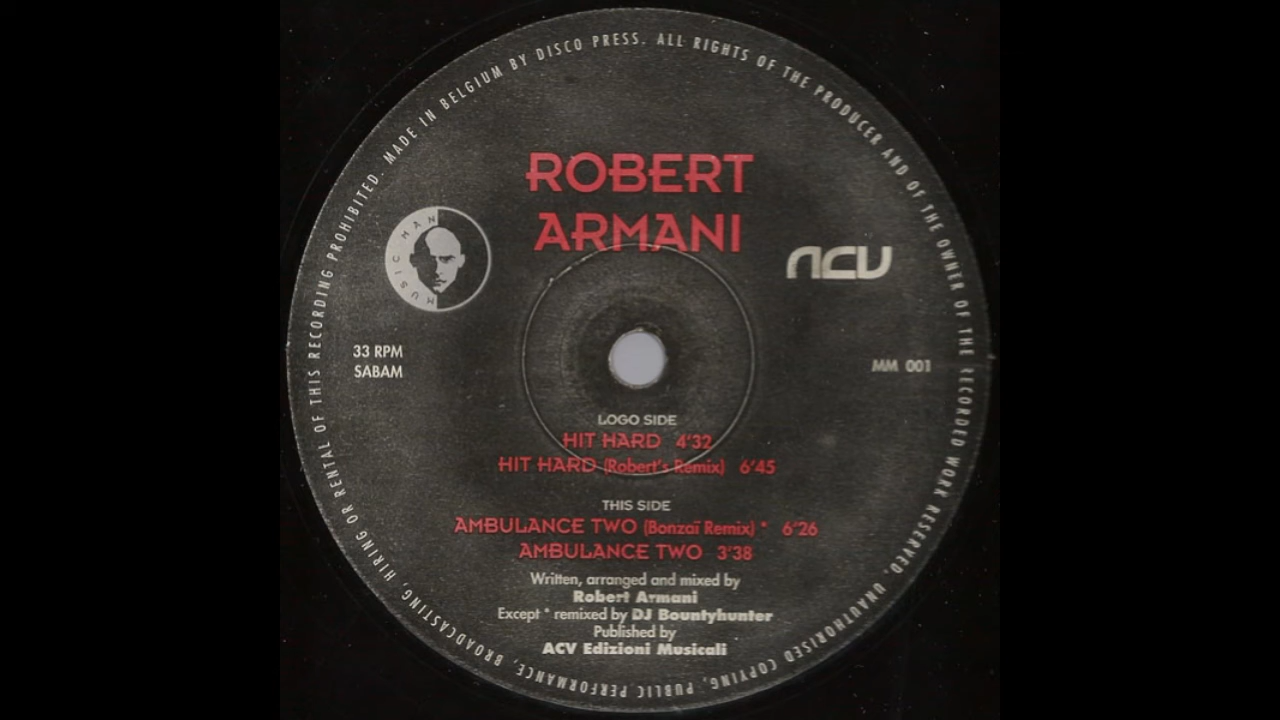 MADE IN BELGIUM BY DISCO PRESS. ALL RIGHTS OF THE PRODUCER AND OF THE OWNER OF THE RECORDED WORK RESERVED. UNAUTHORISED COPYING, PUBLIC PERFORMANCE, BROADCASTING, HIRING OR RENTAL OF THIS RECORDING PROHIBITED.
ROBERT
ARMANI
MUSIC MAN
ACV
33 RPM
SABAM
MM 001
LOGO SIDE
HIT HARD 4'32
HIT HARD (Robert's Remix) 6'45
THIS SIDE
AMBULANCE TWO (Bonzaï Remix) * 6'26
AMBULANCE TWO 3'38
Written, arranged and mixed by
Robert Armani
Except * remixed by DJ Bountyhunter
Published by
ACV Edizioni Musicali